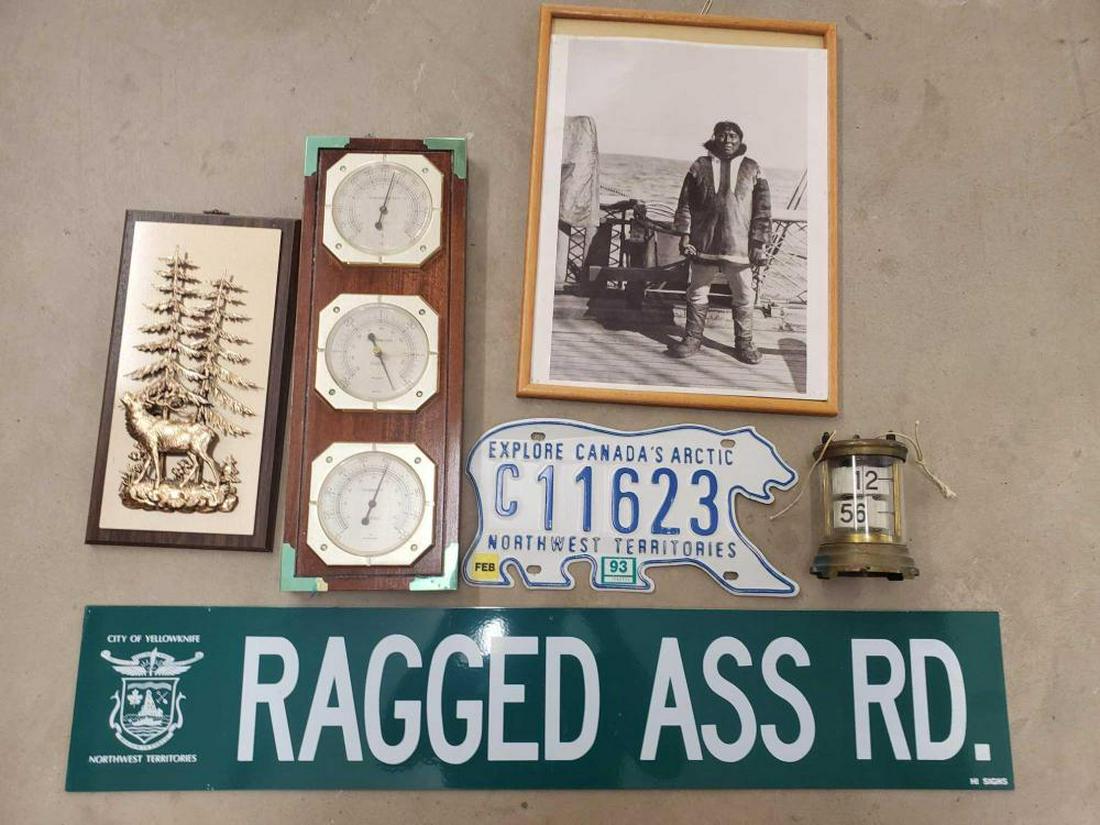 EXPLORE CANADA'S ARCTIC
C11623
NORTHWEST TERRITORIES
FEB
93
12
56
CITY OF YELLOWKNIFE
NORTHWEST TERRITORIES
RAGGED ASS RD.
HI SIGNS